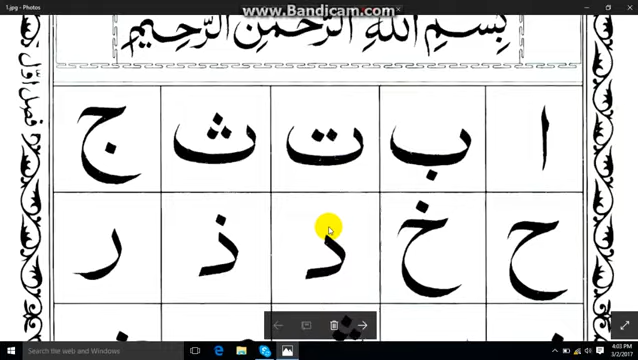 1.jpg - Photos
www.Bandicam.com
بِسْمِ اللهِ الرَّحْمٰنِ الرَّحِيْمِ
ا ب ت ث ج
ح خ د ذ ر
Search the web and Windows
4:03 PM
3/2/2017